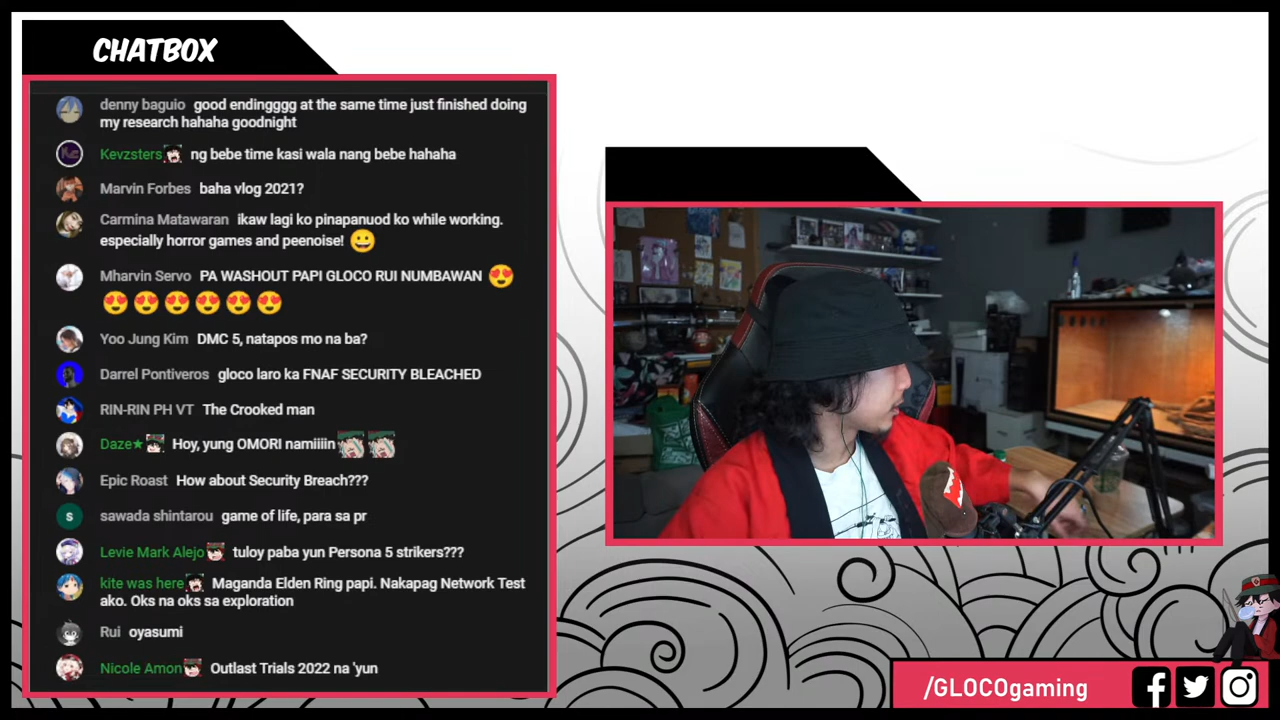 CHATBOX
denny baguio good endingggg at the same time just finished doing
my research hahaha goodnight
Kevzsters ng bebe time kasi wala nang bebe hahaha
Marvin Forbes baha vlog 2021?
Carmina Matawaran ikaw lagi ko pinapanuod ko while working.
especially horror games and peenoise! 😀
Mharvin Servo PA WASHOUT PAPI GLOCO RUI NUMBAWAN 😍
😍😍😍😍😍😍
Yoo Jung Kim DMC 5, natapos mo na ba?
Darrel Pontiveros gloco laro ka FNAF SECURITY BLEACHED
RIN-RIN PH VT The Crooked man
Daze★ Hoy, yung OMORI namiiiin
Epic Roast How about Security Breach???
S sawada shintarou game of life, para sa pr
Levie Mark Alejo tuloy paba yun Persona 5 strikers???
kite was here Maganda Elden Ring papi. Nakapag Network Test
ako. Oks na oks sa exploration
Rui oyasumi
Nicole Amon Outlast Trials 2022 na 'yun
/GLOCOgaming